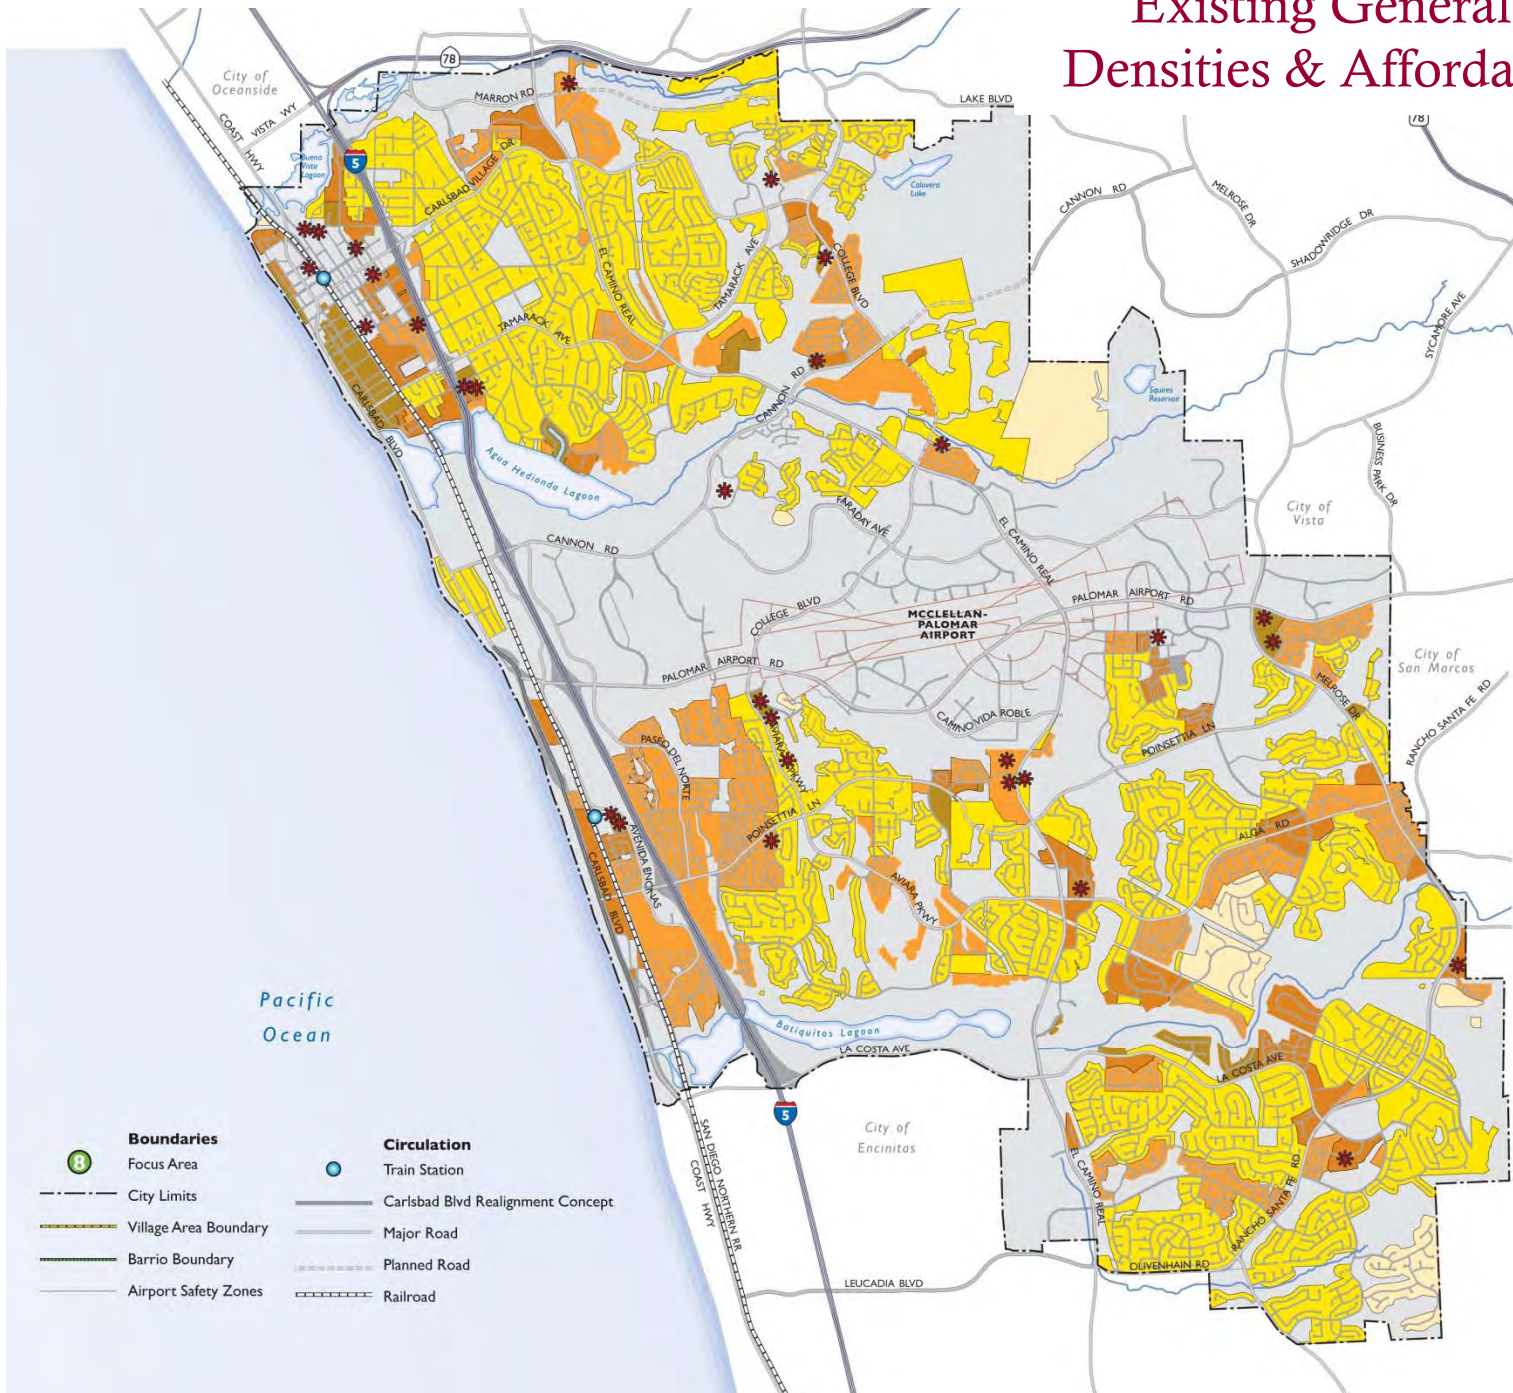 Existing General
Densities & Afforda
78
City of
Oceanside
MARRON RD
LAKE BLVD
78
COAST HWY
VISTA WY
Buena
Vista
Lagoon
5
CARLSBAD VILLAGE DR
Calavera
Lake
CANNON RD
MELROSE DR
SHADOWRIDGE DR
EL CAMINO REAL
TAMARACK AVE
COLLEGE BLVD
TAMARACK AVE
SYCAMORE AVE
CANNON RD
Squires
Reservoir
CARLSBAD BLVD
BUSINESS PARK DR
Agua Hedionda Lagoon
FARADAY AVE
City of
Vista
CANNON RD
EL CAMINO REAL
COLLEGE BLVD
MCCLELLAN-
PALOMAR
AIRPORT
PALOMAR AIRPORT RD
PALOMAR AIRPORT RD
City of
San Marcos
MELROSE DR
RANCHO SANTA FE RD
CAMINO VIDA ROBLE
POINSETTIA LN
PASEO DEL NORTE
AVIARA PKWY
POINSETTIA LN
ALGA RD
AVENIDA ENCINAS
CARLSBAD BLVD
AVIARA PKWY
Pacific
Ocean
Batiquitos Lagoon
LA COSTA AVE
LA COSTA AVE
5
City of
Encinitas
SAN DIEGO NORTHERN RR
COAST HWY
EL CAMINO REAL
RANCHO SANTA FE RD
OLIVENHAIN RD
LEUCADIA BLVD
Boundaries
8 Focus Area
City Limits
Village Area Boundary
Barrio Boundary
Airport Safety Zones
Circulation
Train Station
Carlsbad Blvd Realignment Concept
Major Road
Planned Road
Railroad